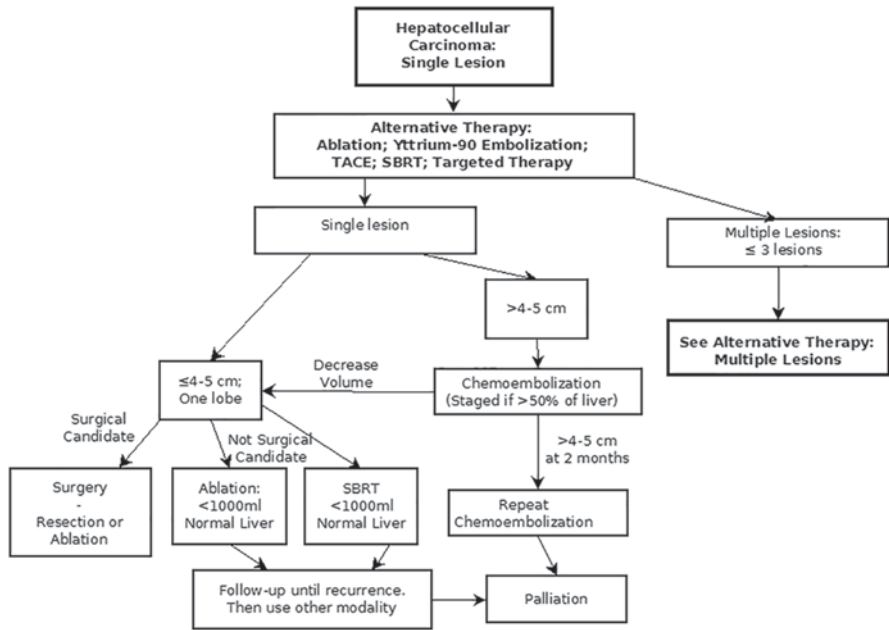 Hepatocellular
Carcinoma:
Single Lesion
Alternative Therapy:
Ablation; Yttrium-90 Embolization;
TACE; SBRT; Targeted Therapy
Single lesion
Multiple Lesions:
≤ 3 lesions
>4-5 cm
See Alternative Therapy:
Multiple Lesions
≤4-5 cm;
One lobe
Decrease
Volume
Chemoembolization
(Staged if >50% of liver)
Surgical
Candidate
Not Surgical
Candidate
>4-5 cm
at 2 months
Surgery
-
Resection or
Ablation
Ablation:
<1000ml
Normal Liver
SBRT
<1000ml
Normal Liver
Repeat
Chemoembolization
Follow-up until recurrence.
Then use other modality
Palliation